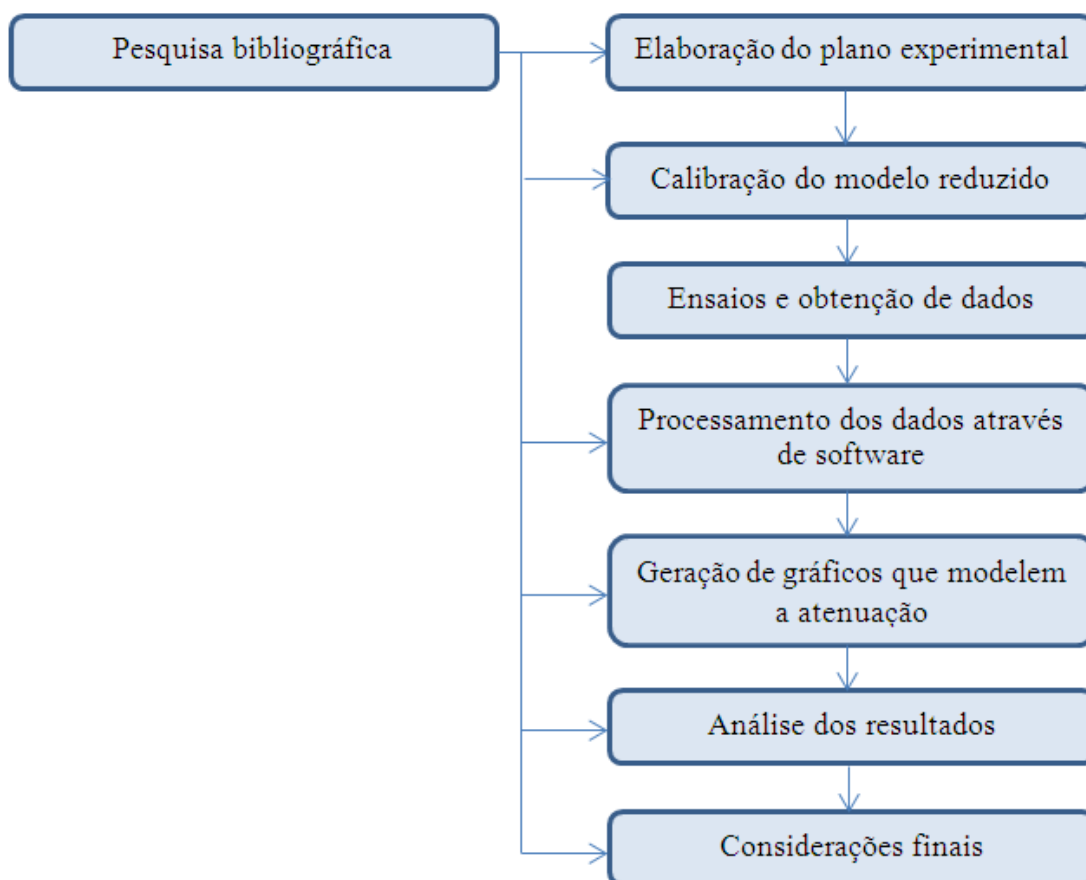 Pesquisa bibliográfica
Elaboração do plano experimental
Calibração do modelo reduzido
Ensaios e obtenção de dados
Processamento dos dados através
de software
Geração de gráficos que modelem
a atenuação
Análise dos resultados
Considerações finais